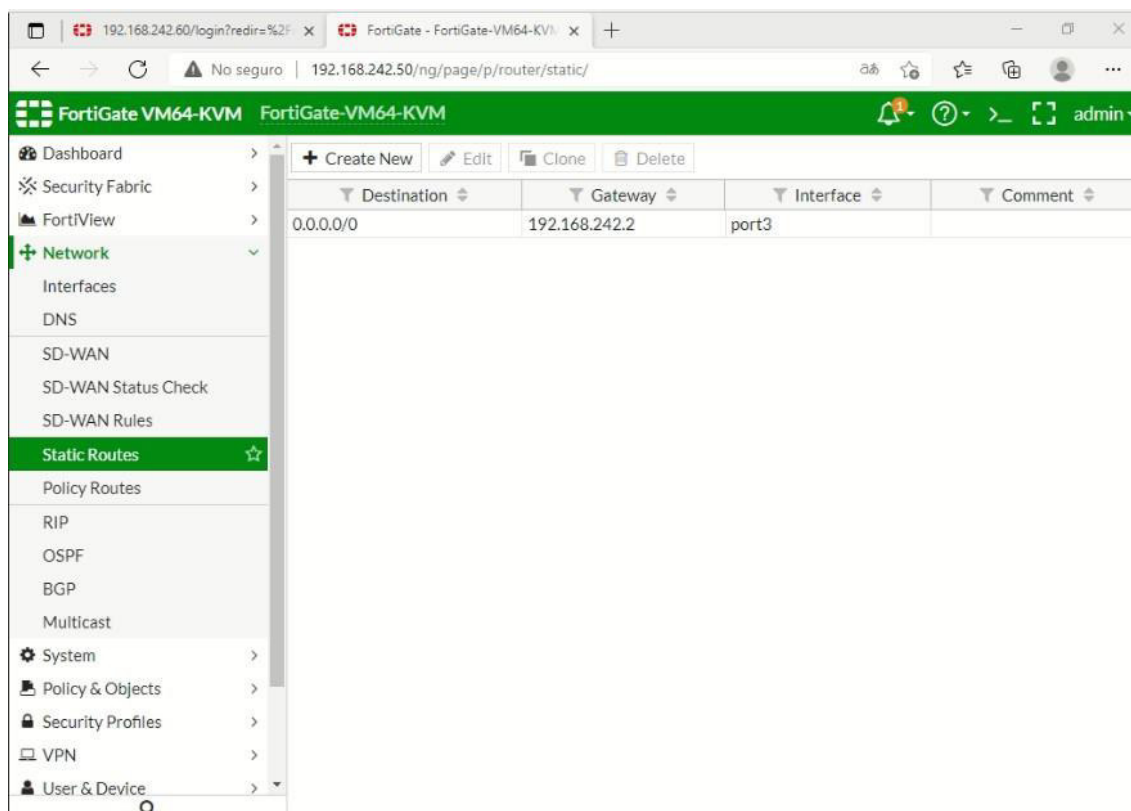 192.168.242.60/login?redir=%2F
FortiGate - FortiGate-VM64-KV
No seguro 192.168.242.50/ng/page/p/router/static/
FortiGate VM64-KVM FortiGate-VM64-KVM 1 admin
Dashboard
Security Fabric
FortiView
Network
Interfaces
DNS
SD-WAN
SD-WAN Status Check
SD-WAN Rules
Static Routes
Policy Routes
RIP
OSPF
BGP
Multicast
System
Policy & Objects
Security Profiles
VPN
User & Device
+ Create New Edit Clone Delete
Destination Gateway Interface Comment
0.0.0.0/0 192.168.242.2 port3